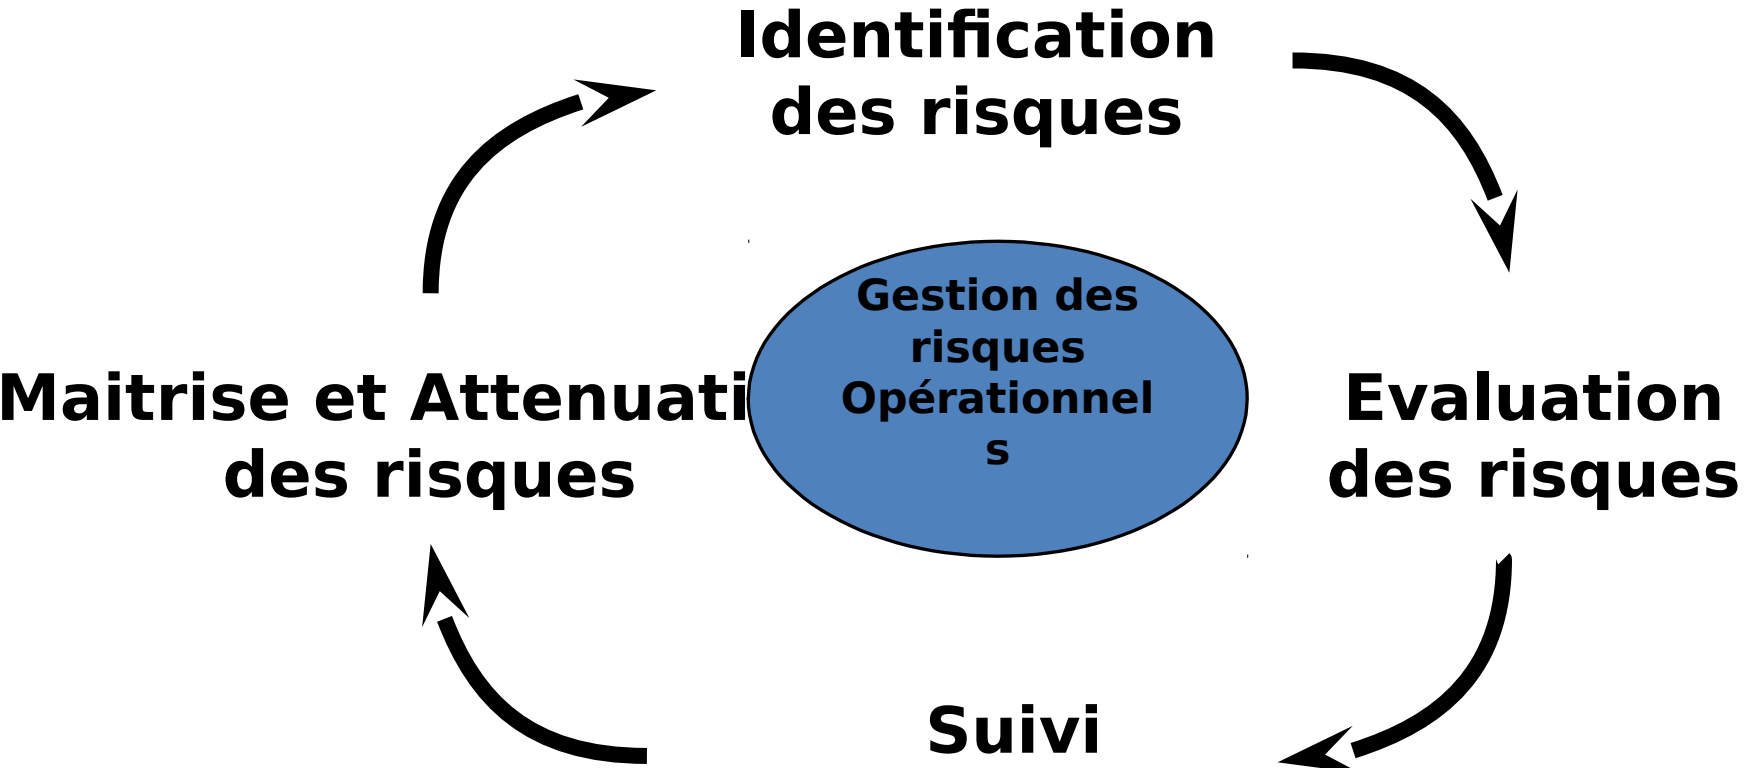 Identification
des risques
Gestion des
risques
Opérationnel
s
Maitrise et Attenuati
des risques
Evaluation
des risques
Suivi